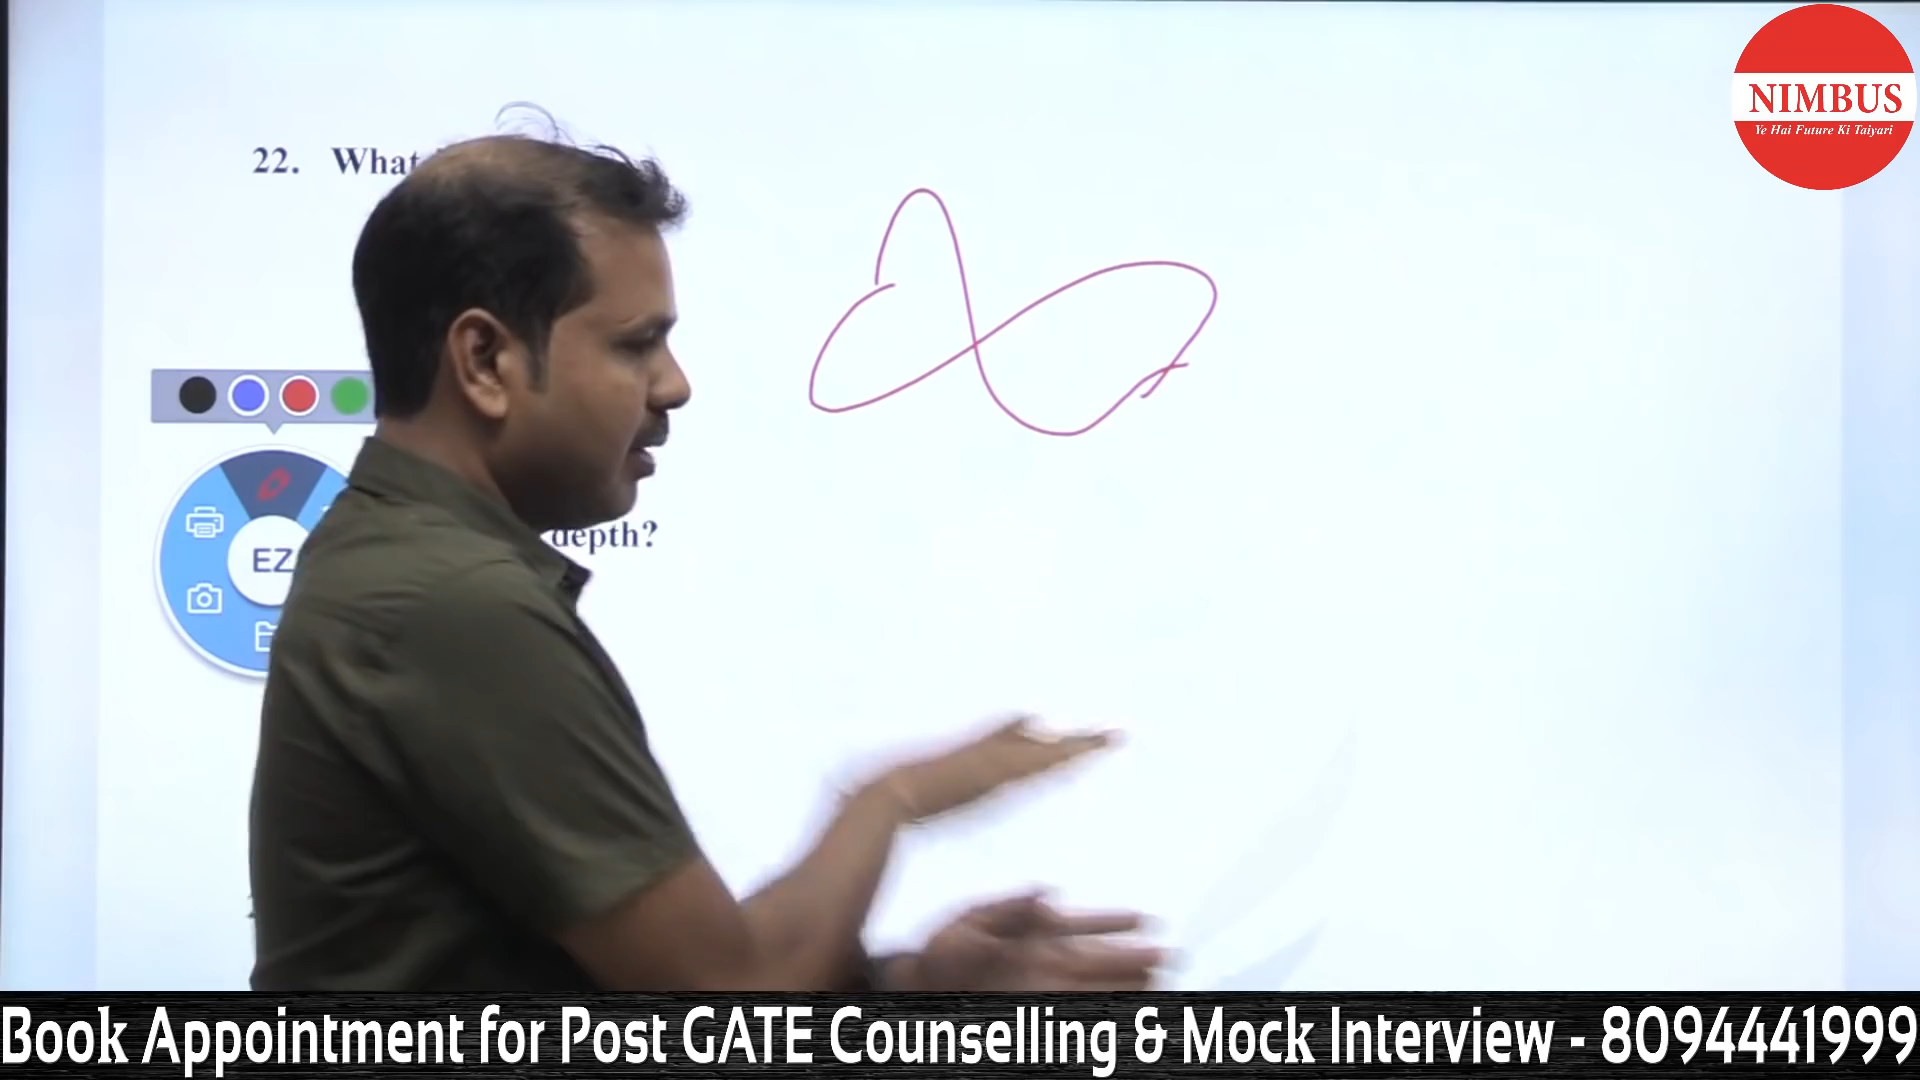 NIMBUS
Ye Hai Future Ki Taiyari
22. What
EZ
depth?
Book Appointment for Post GATE Counselling & Mock Interview - 8094441999